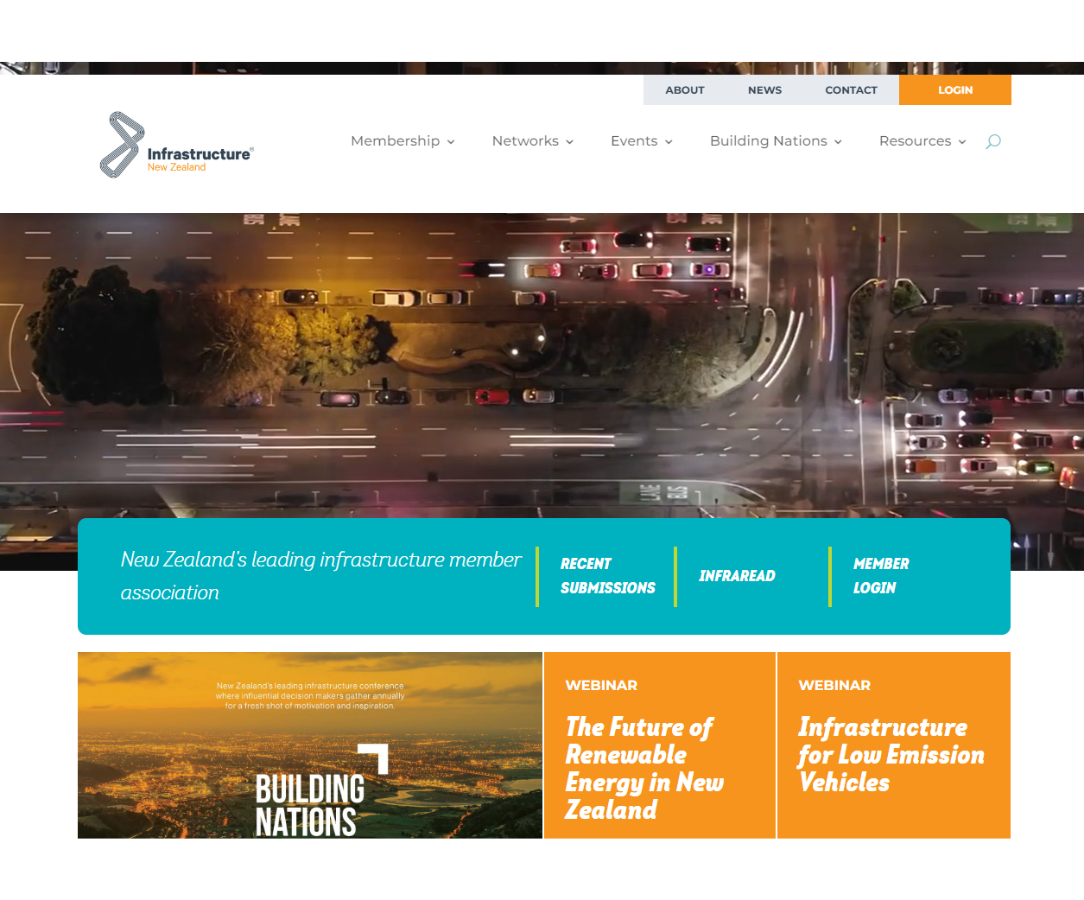 ABOUT
NEWS
CONTACT
LOGIN
Infrastructure
New Zealand
Membership
Networks
Events
Building Nations
Resources
LANE
BUS
New Zealand's leading infrastructure member
association
RECENT
SUBMISSIONS
INFRAREAD
MEMBER
LOGIN
New Zealand's leading infrastructure conference
where influential decision makers gather annually
for a fresh shot of motivation and inspiration.
BUILDING
NATIONS
WEBINAR
The Future of
Renewable
Energy in New
Zealand
WEBINAR
Infrastructure
for Low Emission
Vehicles